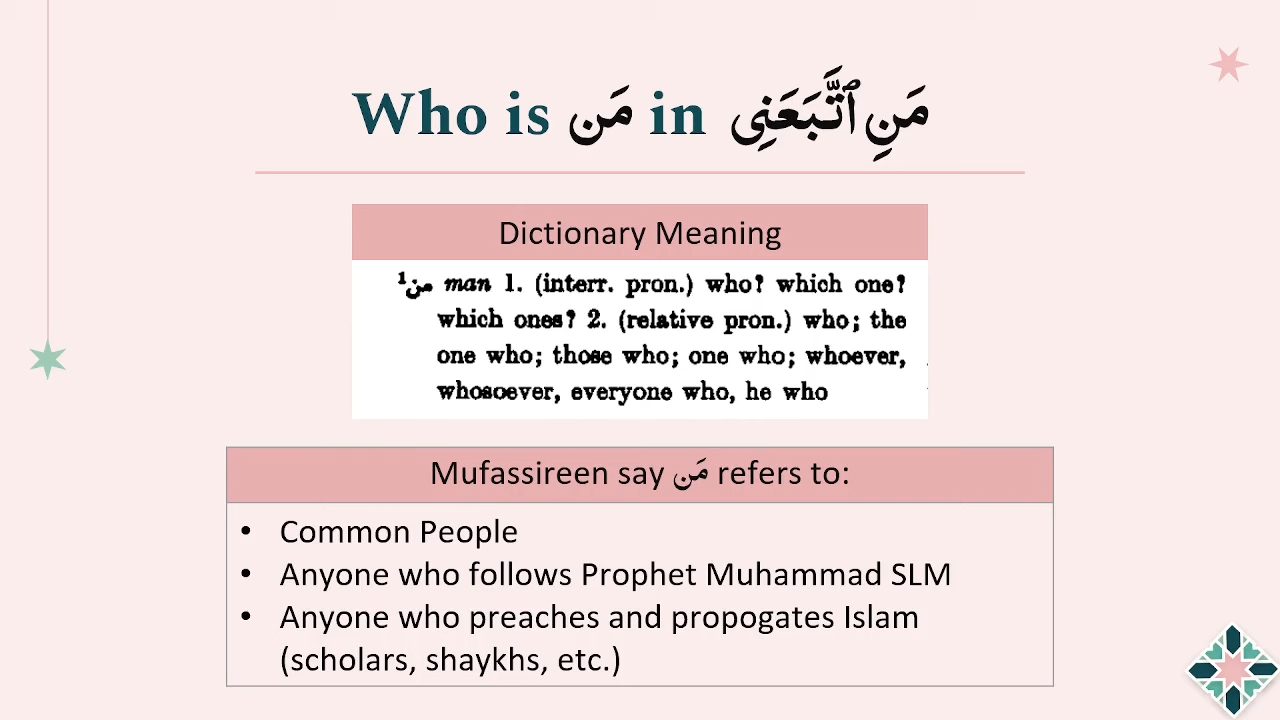 Who is مَن in مَنِ ٱتَّبَعَنِى
Dictionary Meaning
من¹ man 1. (interr. pron.) who? which one?
which ones? 2. (relative pron.) who; the
one who; those who; one who; whoever,
whosoever, everyone who, he who
Mufassireen say مَن refers to:
• Common People
• Anyone who follows Prophet Muhammad SLM
• Anyone who preaches and propogates Islam
(scholars, shaykhs, etc.)